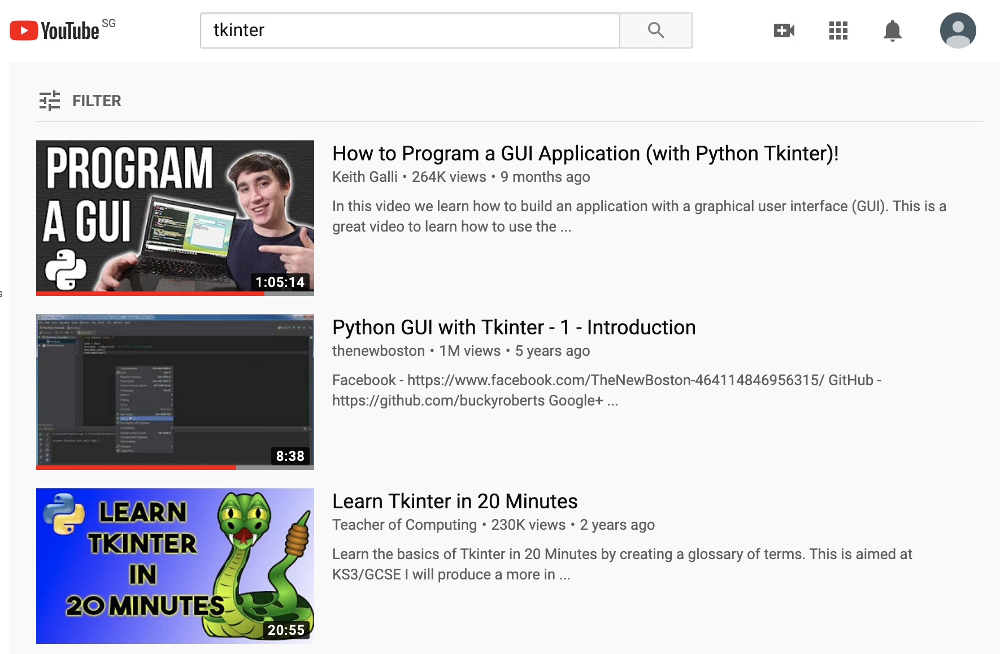 YouTube SG
tkinter
FILTER
PROGRAM
A GUI
1:05:14
How to Program a GUI Application (with Python Tkinter)!
Keith Galli • 264K views • 9 months ago
In this video we learn how to build an application with a graphical user interface (GUI). This is a
great video to learn how to use the ...
s
8:38
Python GUI with Tkinter - 1 - Introduction
thenewboston • 1M views • 5 years ago
Facebook - https://www.facebook.com/TheNewBoston-464114846956315/ GitHub -
https://github.com/buckyroberts Google+ ...
LEARN
TKINTER
IN
20 MINUTES
20:55
Learn Tkinter in 20 Minutes
Teacher of Computing • 230K views • 2 years ago
Learn the basics of Tkinter in 20 Minutes by creating a glossary of terms. This is aimed at
KS3/GCSE I will produce a more in ...